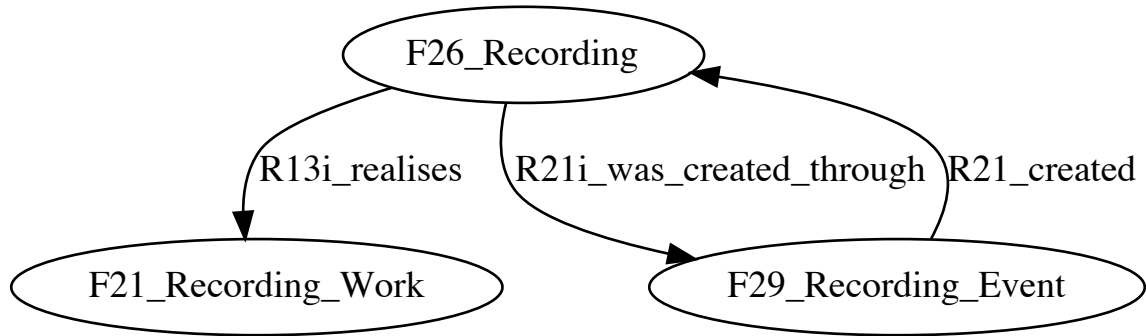 F26_Recording
R13i_realises
R21i_was_created_through
R21_created
F21_Recording_Work
F29_Recording_Event